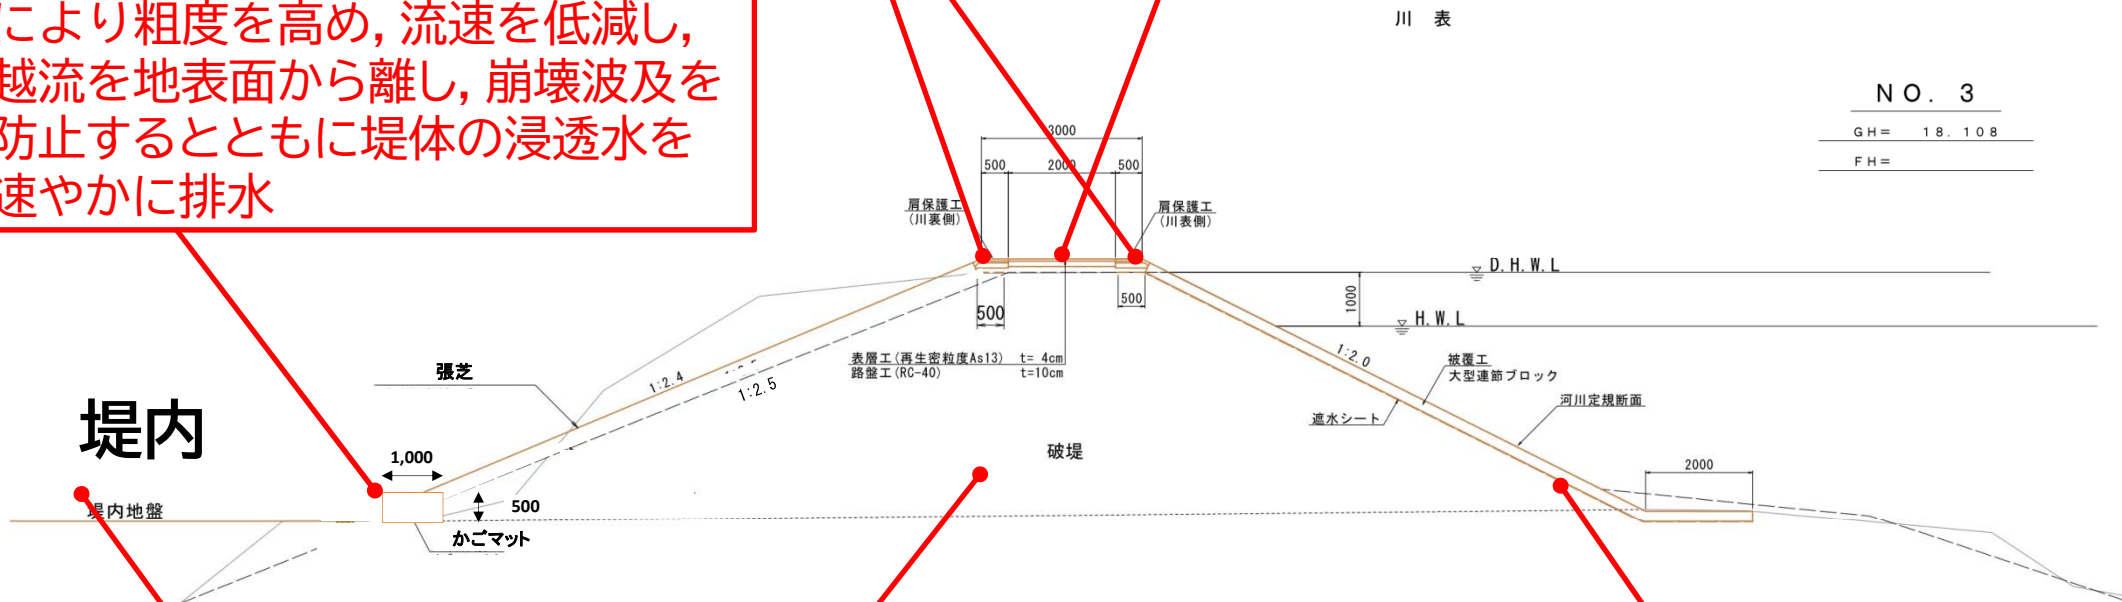 により粗度を高め，流速を低減し，
越流を地表面から離し，崩壊波及を
防止するとともに堤体の浸透水を
速やかに排水
川 表
NO. 3
GH= 18.108
FH=
3000
500
2000
500
肩保護工
(川裏側)
肩保護工
(川表側)
D.H.W.L
1000
H.W.L
500
500
表層工(再生密粒度As13) t= 4cm
路盤工(RC-40) t=10cm
1:2.4
1:2.5
1:2.0
被覆工
大型連節ブロック
河川定規断面
遮水シート
張芝
堤内
破堤
1,000
500
2000
堤内地盤
かごマット